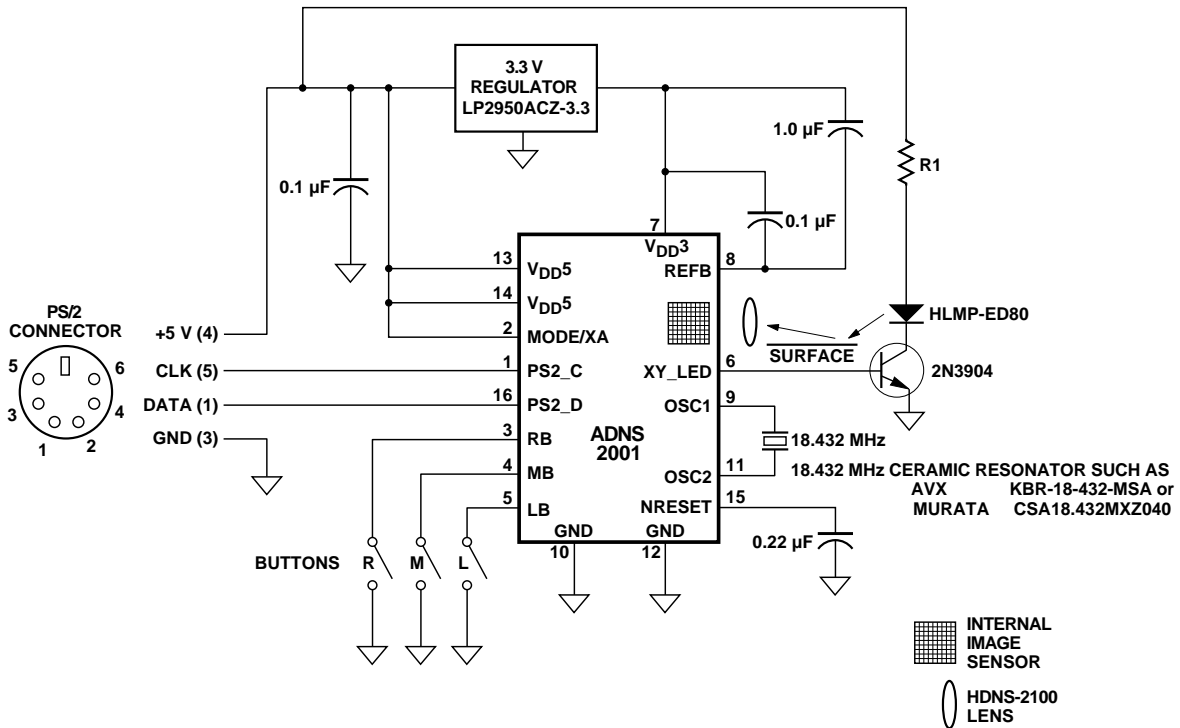 3.3 V
REGULATOR
LP2950ACZ-3.3
1.0 µF
R1
0.1 µF
0.1 µF
7
VDD3
13
VDD5
REFB
8
14
VDD5
PS/2
CONNECTOR
+5 V (4)
2
MODE/XA
HLMP-ED80
SURFACE
5
6
CLK (5)
1
PS2_C
XY_LED
6
2N3904
3
4
DATA (1)
16
PS2_D
OSC1
9
1
2
GND (3)
3
RB
ADNS
2001
18.432 MHz
4
MB
OSC2
11
18.432 MHz CERAMIC RESONATOR SUCH AS
AVX KBR-18-432-MSA or
MURATA CSA18.432MXZ040
5
LB
NRESET
15
GND
GND
10
12
0.22 µF
BUTTONS R M L
INTERNAL
IMAGE
SENSOR
HDNS-2100
LENS